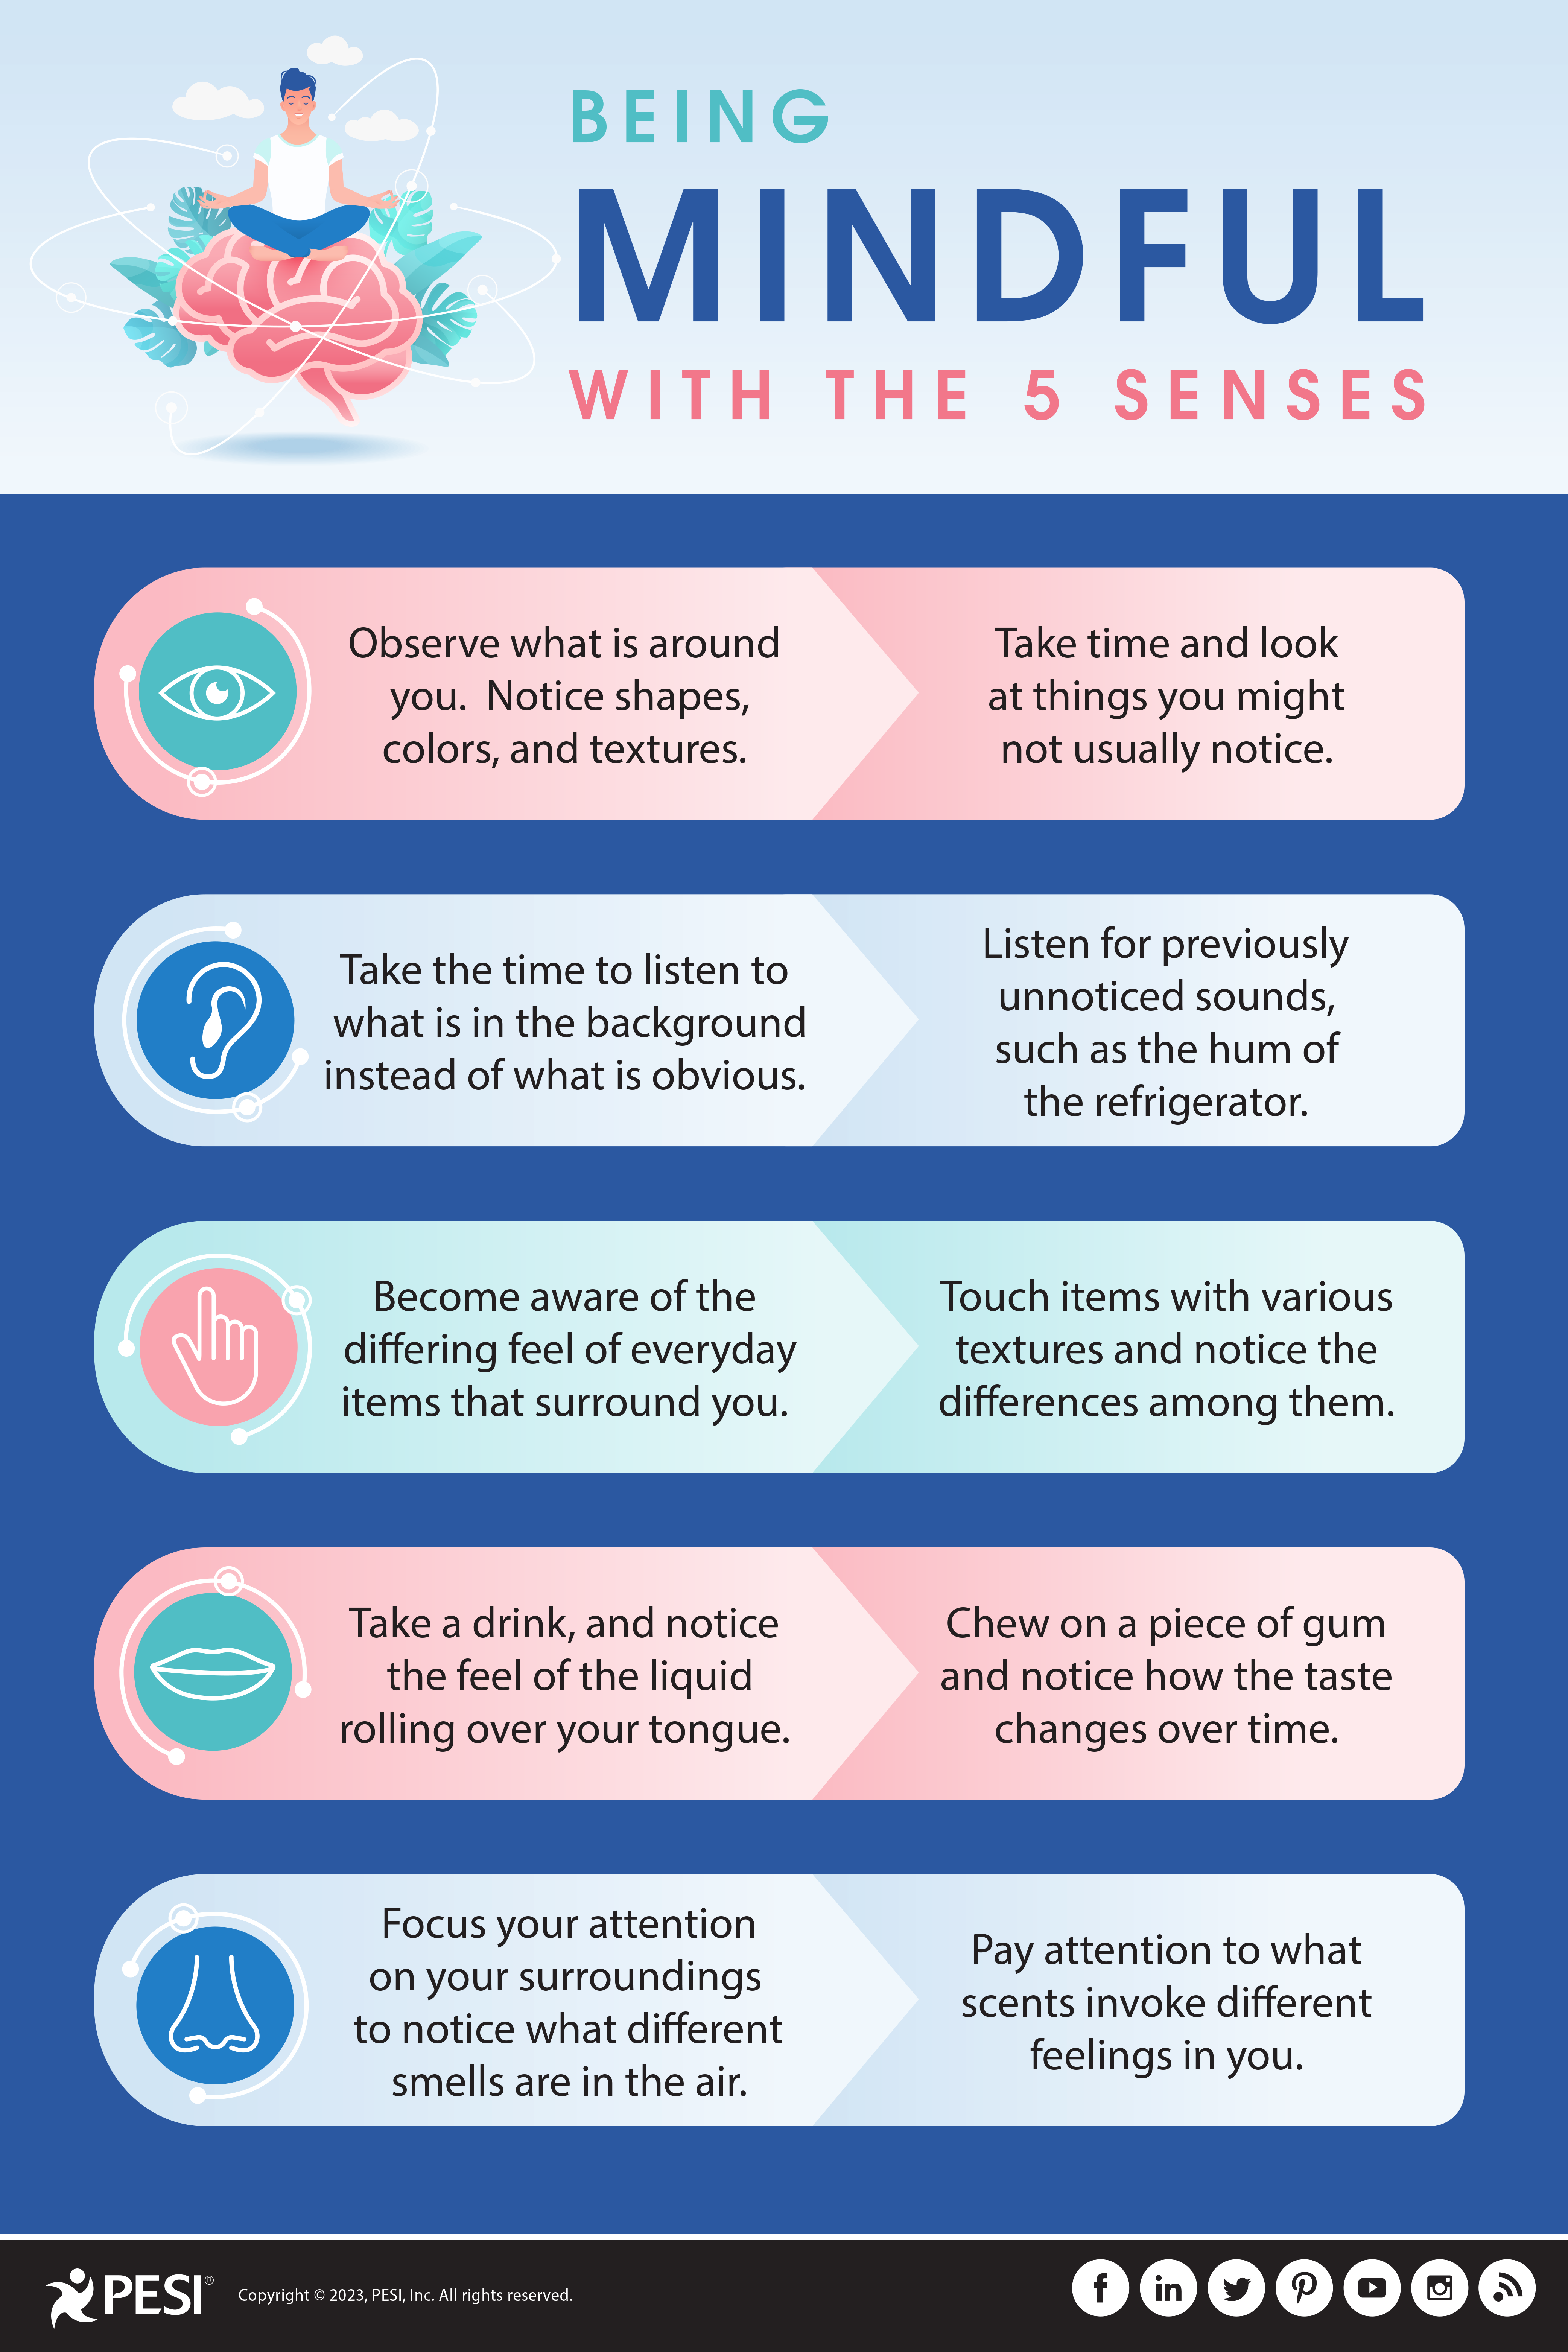 BEING
MINDFUL
WITH THE 5 SENSES
Observe what is around
you.  Notice shapes,
colors, and textures.
Take time and look
at things you might
not usually notice.
Take the time to listen to
what is in the background
instead of what is obvious.
Listen for previously
unnoticed sounds,
such as the hum of
the refrigerator.
Become aware of the
differing feel of everyday
items that surround you.
Touch items with various
textures and notice the
differences among them.
Take a drink, and notice
the feel of the liquid
rolling over your tongue.
Chew on a piece of gum
and notice how the taste
changes over time.
Focus your attention
on your surroundings
to notice what different
smells are in the air.
Pay attention to what
scents invoke different
feelings in you.
PESI®
Copyright © 2023, PESI, Inc. All rights reserved.